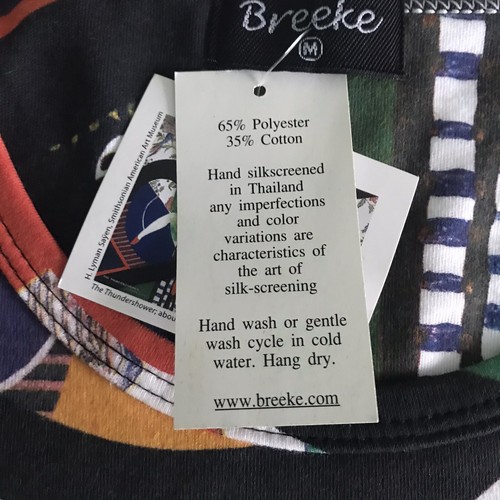 Breeke
M
65% Polyester
35% Cotton
Hand silkscreened
in Thailand
any imperfections
and color
variations are
characteristics of
the art of
silk-screening
Hand wash or gentle
wash cycle in cold
water. Hang dry.
www.breeke.com
H. Lyman Saÿen, Smithsonian American Art Museum
The Thundershower, abou